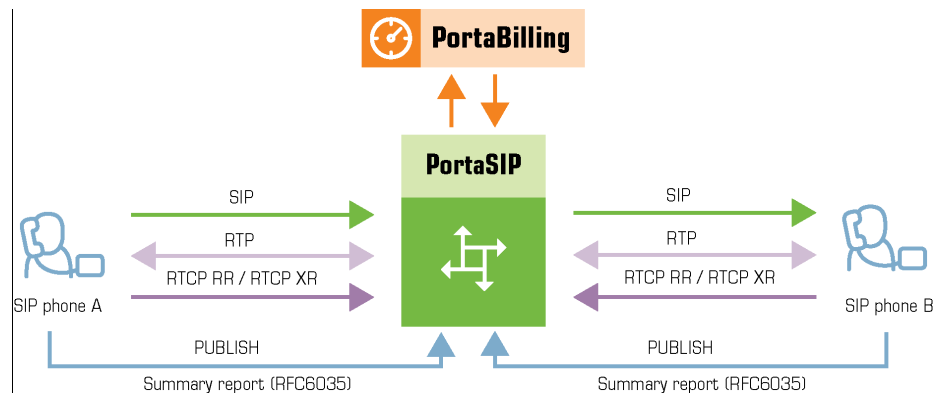 PortaBilling
PortaSIP
SIP
RTP
RTCP RR / RTCP XR
SIP phone A
PUBLISH
Summary report (RFC6035)
SIP
RTP
RTCP RR / RTCP XR
SIP phone B
PUBLISH
Summary report (RFC6035)